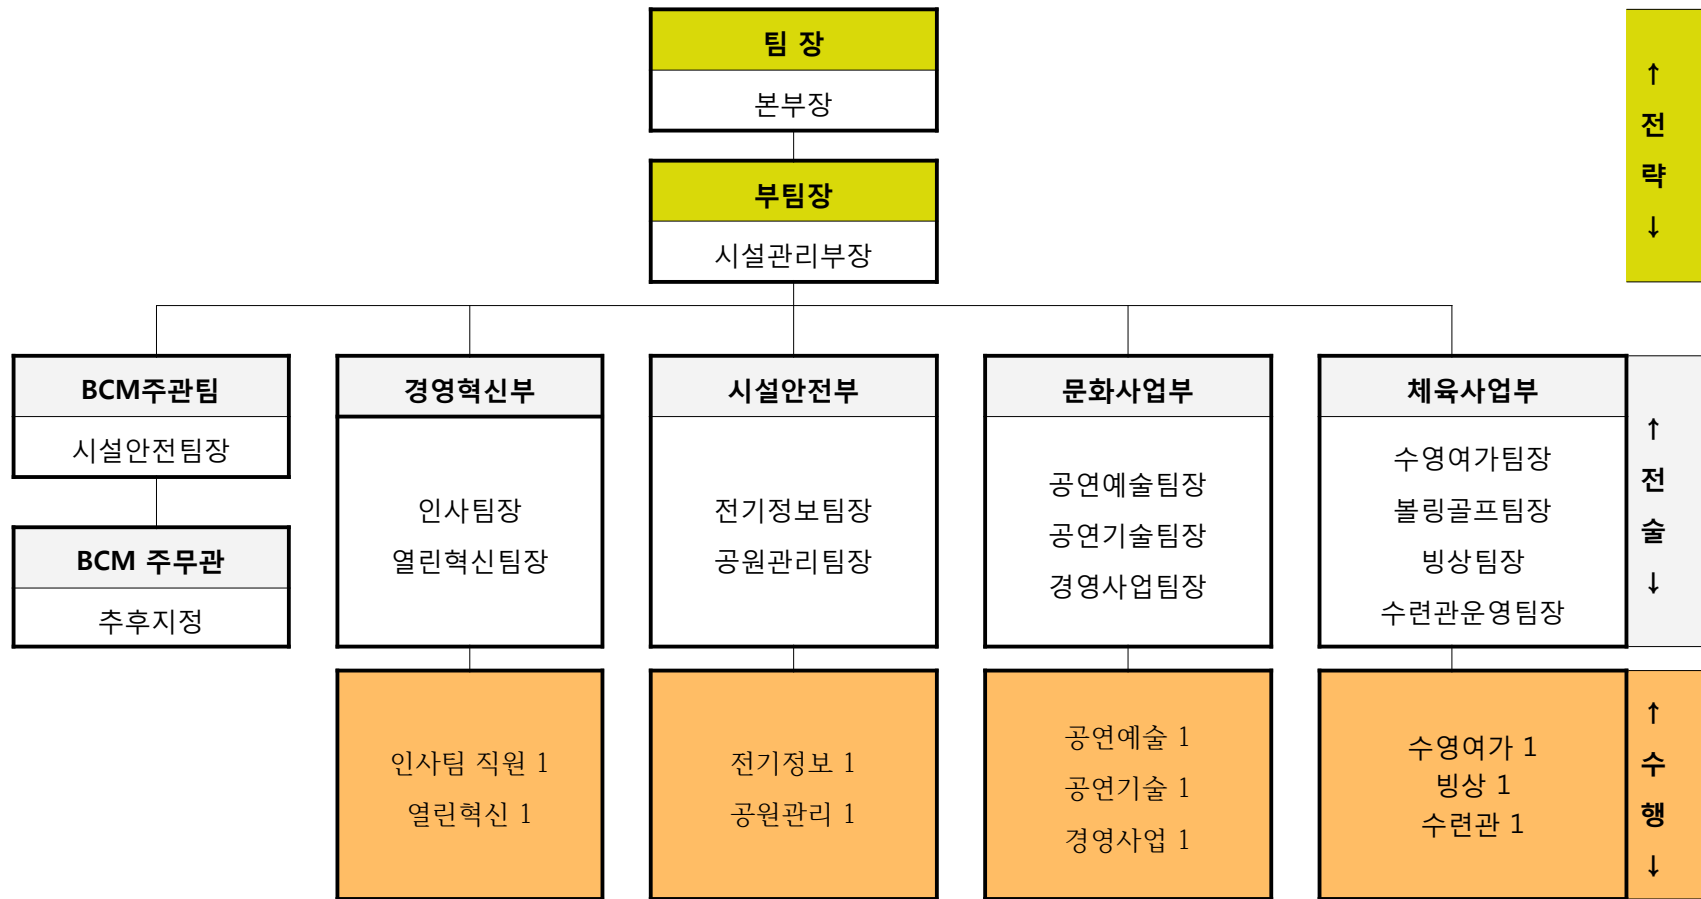 팀 장
본부장
부팀장
시설관리부장
↑
전
략
↓
BCM주관팀
시설안전팀장
BCM 주무관
추후지정
경영혁신부
인사팀장
열린혁신팀장
시설안전부
전기정보팀장
공원관리팀장
문화사업부
공연예술팀장
공연기술팀장
경영사업팀장
체육사업부
수영여가팀장
볼링골프팀장
빙상팀장
수련관운영팀장
↑
전
술
↓
인사팀 직원 1
열린혁신 1
전기정보 1
공원관리 1
공연예술 1
공연기술 1
경영사업 1
수영여가 1
빙상 1
수련관 1
↑
수
행
↓